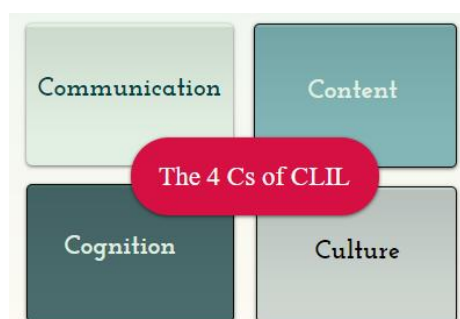 Communication
Content
The 4 Cs of CLIL
Cognition
Culture